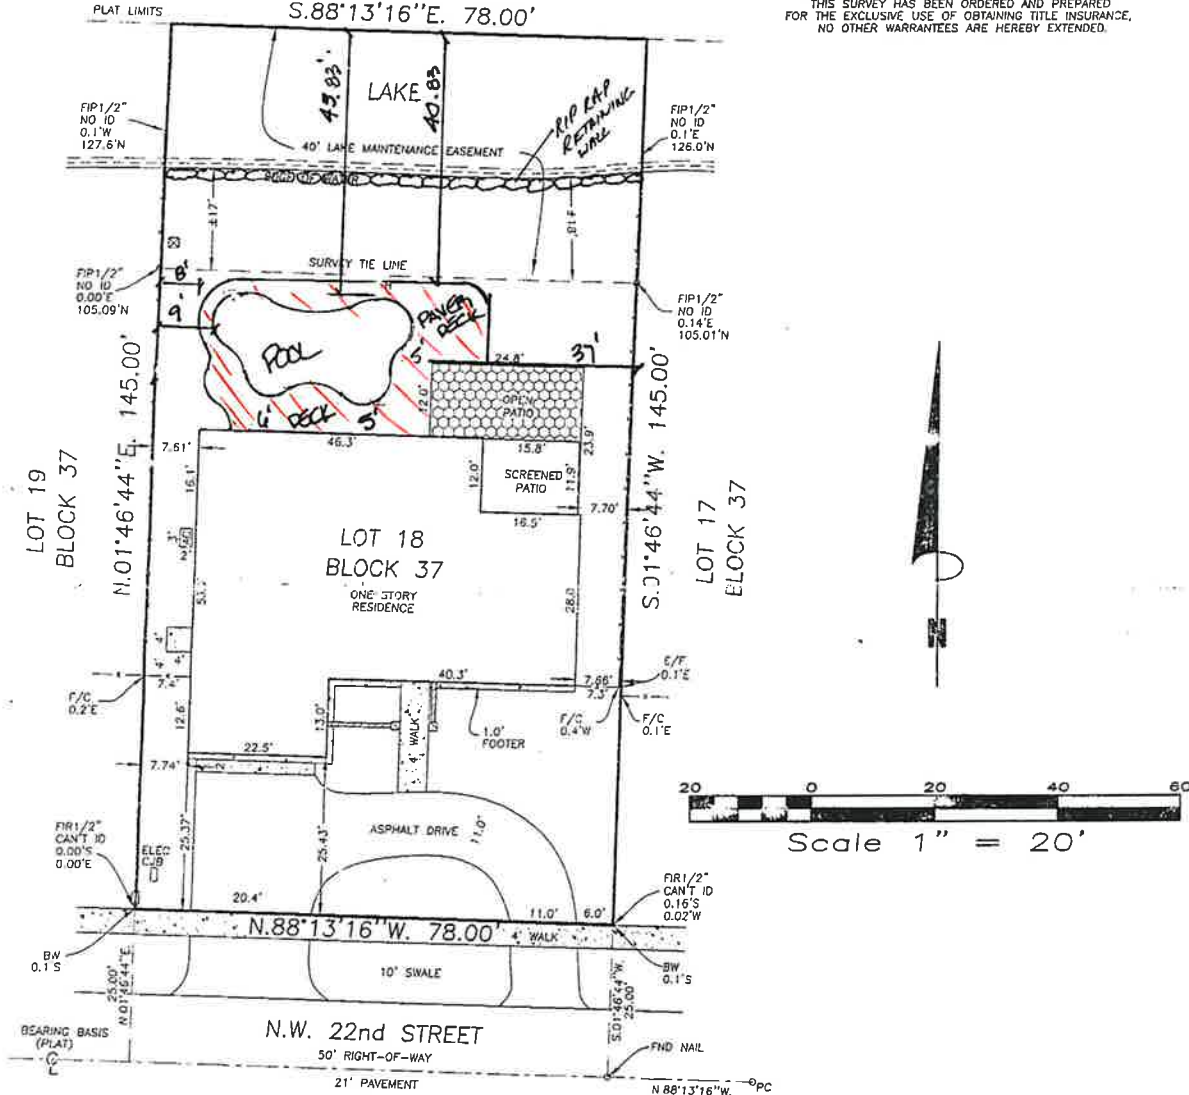 THIS SURVEY HAS BEEN ORDERED AND PREPARED
FOR THE EXCLUSIVE USE OF OBTAINING TITLE INSURANCE,
NO OTHER WARRANTEES ARE HEREBY EXTENDED.
PLAT LIMITS
S.88°13'16"E. 78.00'
43.83'
40.83
LAKE
RIP RAP
RETAINING
WALL
FIP1/2"
NO ID
0.1'W
127.6'N
FIP1/2"
NO ID
0.1'E
126.0'N
40' LAKE MAINTENANCE EASEMENT
EDGE OF WATER
±17'
±18'
SURVEY TIE LINE
FIP1/2"
NO ID
0.00'E
105.09'N
8'
9'
FIP1/2"
NO ID
0.14'E
105.01'N
PAVER
DECK
POOL
5'
24.8'
37'
12.0'
OPEN
PATIO
6' DECK 5'
46.3'
15.8'
23.9'
N.01°46'44"E. 145.00'
S.01°46'44"W. 145.00'
7.61'
16.1'
12.0'
SCREENED
PATIO
11.9'
16.5'
7.70'
LOT 19
BLOCK 37
LOT 17
BLOCK 37
LOT 18
BLOCK 37
ONE STORY
RESIDENCE
3'
AC
28.0'
4'
4'
4'
7.4'
F/C
0.2'E
40.3'
7.66'
7.3'
E/F
0.1'E
F/C
0.4'W
F/C
0.1'E
12.6'
13.0'
4' WALK
1.0'
FOOTER
22.5'
7.74'
2'
25.37'
25.43'
ASPHALT DRIVE
11.0'
20 0 20 40 60
Scale 1" = 20'
FIR1/2"
CAN'T ID
0.00'S
0.00'E
ELEC
CJB
20.4'
11.0'
6.0'
FIR1/2"
CAN'T ID
0.16'S
0.02'W
N.88°13'16"W. 78.00'
4' WALK
BW
0.1'S
BW
0.1'S
10' SWALE
25.00'
N.01°46'44"E.
S.01°46'44"W.
25.00'
BEARING BASIS
(PLAT)
N.W. 22nd STREET
50' RIGHT-OF-WAY
21' PAVEMENT
FND NAIL
N 88°13'16"W.
PC